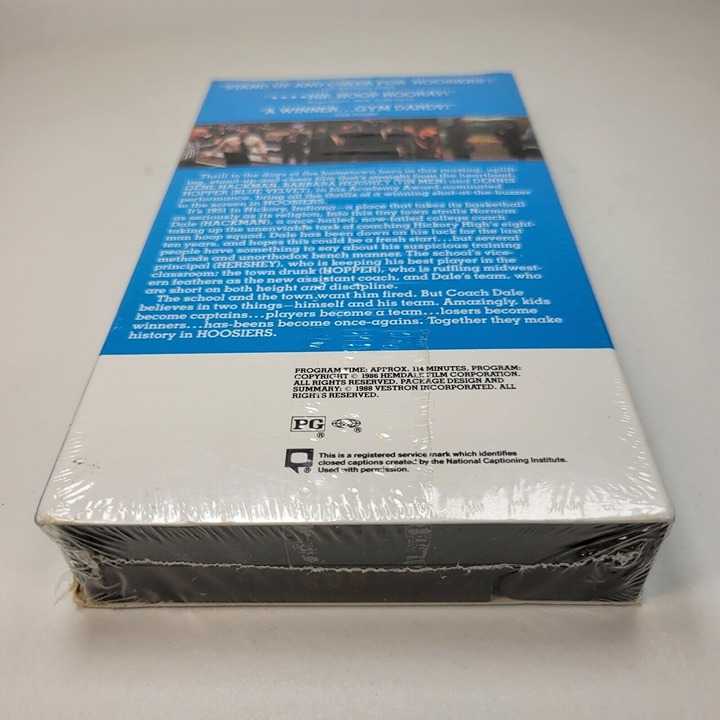 STAND UP AND CHEER FOR 'HOOSIERS'!
★★★★HIP, HOOP HOORAY!
A WINNER...GYM DANDY!
Thrill to the days of the hometown hero in this rousing, uplift-
ing, stand-up-and-cheer film that's straight from the heartland.
GENE HACKMAN, BARBARA HERSHEY (TIN MEN) and DENNIS
HOPPER (BLUE VELVET), in his Academy Award-nominated
performance, bring all the thrills of a winning shot-at-the-buzzer
to the screen in HOOSIERS.
It's 1951 in Hickory, Indiana—a place that takes its basketball
as seriously as its religion. Into this tiny town strolls Norman
Dale (HACKMAN), a once-hailed, now-failed college coach,
taking up the unenviable task of coaching Hickory High's eight-
man hoop squad. Dale has been down on his luck for the last
ten years, and hopes this could be a fresh start...but several
people have something to say about his suspicious training
methods and unorthodox bench manner. The school's vice-
principal (HERSHEY), who is keeping his best player in the
classroom; the town drunk (HOPPER), who is ruffling midwest-
ern feathers as the new assistant coach, and Dale's team, who
are short on both height and discipline.
The school and the town want him fired. But Coach Dale
believes in two things—himself and his team. Amazingly, kids
become captains...players become a team...losers become
winners...has-beens become once-agains. Together they make
history in HOOSIERS.
PROGRAM TIME: APPROX. 114 MINUTES. PROGRAM:
COPYRIGHT © 1986 HEMDALE FILM CORPORATION.
ALL RIGHTS RESERVED. PACKAGE DESIGN AND
SUMMARY: © 1988 VESTRON INCORPORATED. ALL
RIGHTS RESERVED.
PG ® ®
This is a registered service mark which identifies
closed captions created by the National Captioning Institute.
® Used with permission.